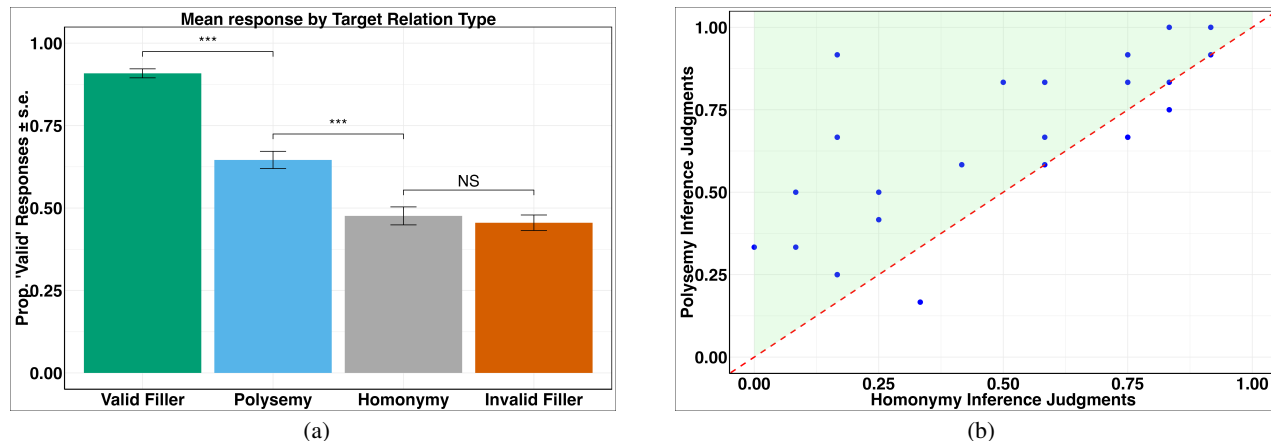 Mean response by Target Relation Type
Prop. 'Valid' Responses ± s.e.
1.00
0.75
0.50
0.25
0.00
***
***
NS
Valid Filler Polysemy Homonymy Invalid Filler
(a)
Polysemy Inference Judgments
1.00
0.75
0.50
0.25
0.00
0.00 0.25 0.50 0.75 1.00
Homonymy Inference Judgments
(b)